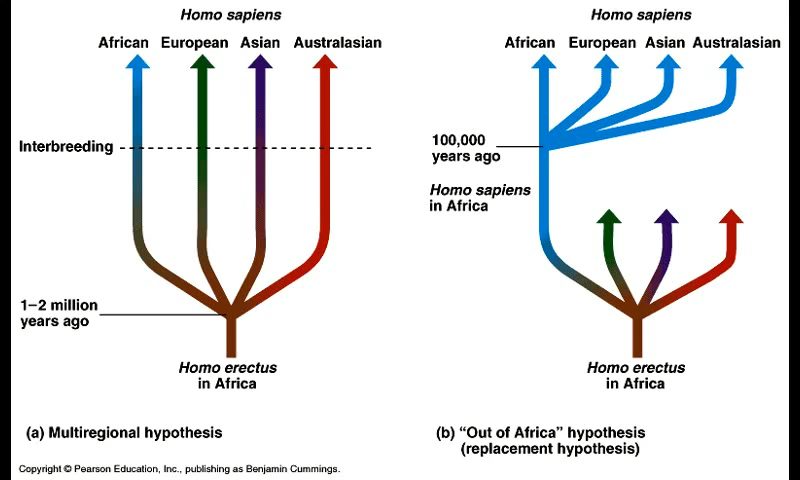 Homo sapiens
African European Asian Australasian
Interbreeding
1–2 million
years ago
Homo erectus
in Africa
(a) Multiregional hypothesis
Homo sapiens
African European Asian Australasian
100,000
years ago
Homo sapiens
in Africa
Homo erectus
in Africa
(b) “Out of Africa” hypothesis
(replacement hypothesis)
Copyright © Pearson Education, Inc., publishing as Benjamin Cummings.